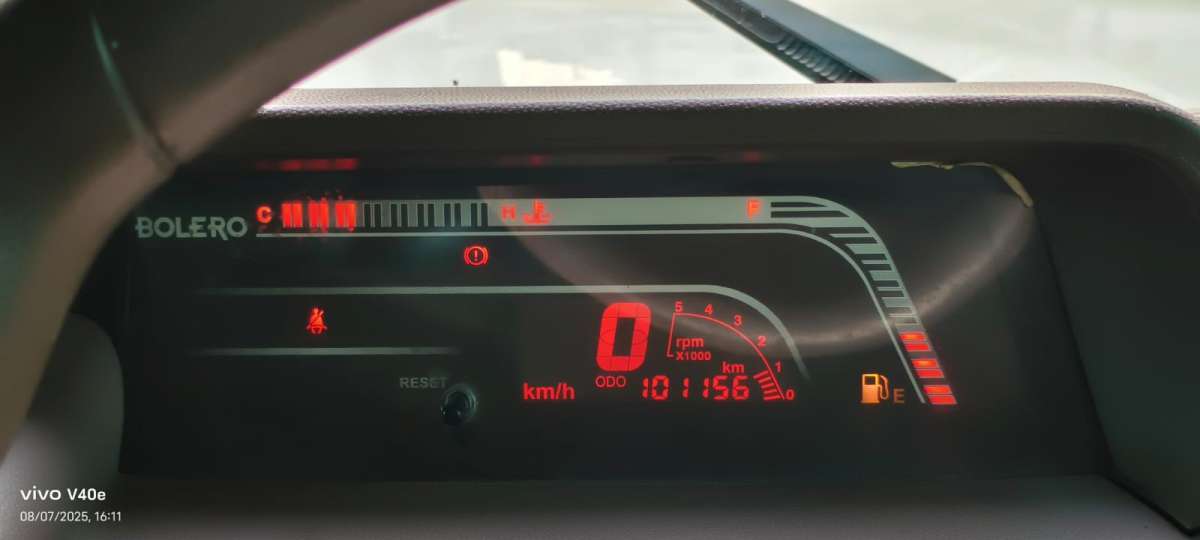 BOLERO
C H F
RESET
km/h
0
ODO 101156 km
5 4 3 2 1 0
rpm
X1000
E
vivo V40e
08/07/2025, 16:11